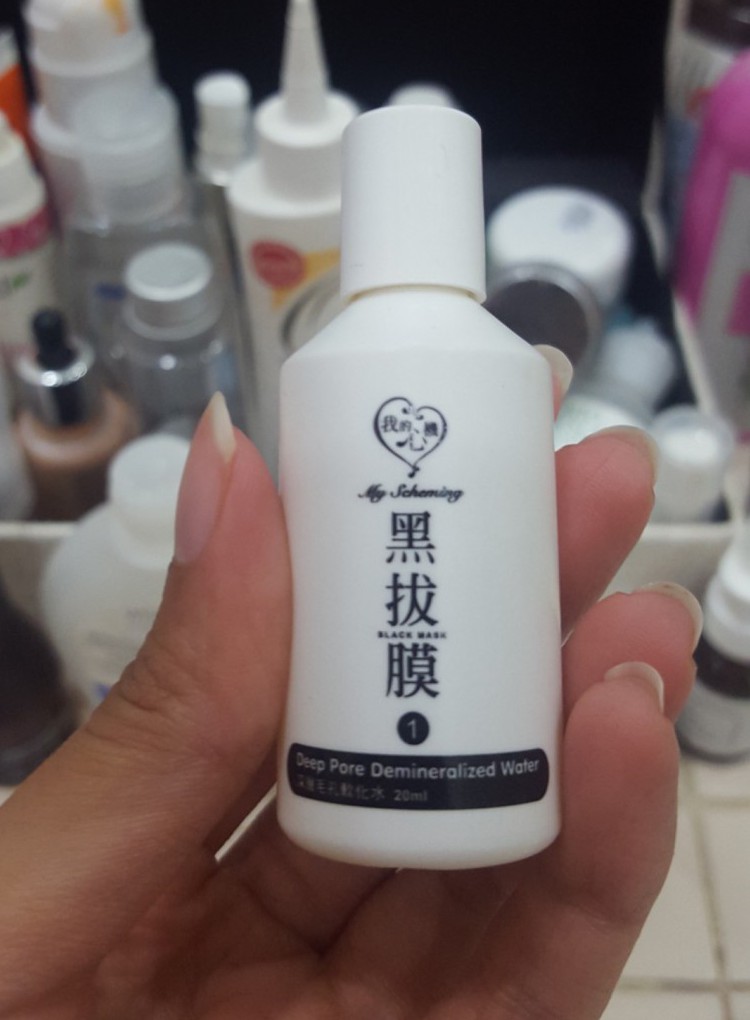 我的心機
My Scheming
黑
拔
BLACK MASK
膜
1
Deep Pore Demineralized Water
深層毛孔軟化水 20ml